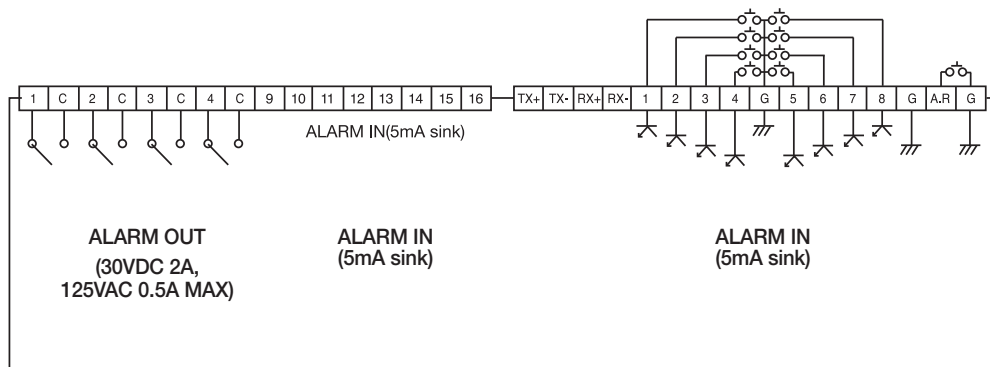 1 C 2 C 3 C 4 C 9 10 11 12 13 14 15 16 TX+ TX- RX+ RX- 1 2 3 4 G 5 6 7 8 G A.R G
ALARM IN(5mA sink)
ALARM OUT
(30VDC 2A,
125VAC 0.5A MAX)
ALARM IN
(5mA sink)
ALARM IN
(5mA sink)